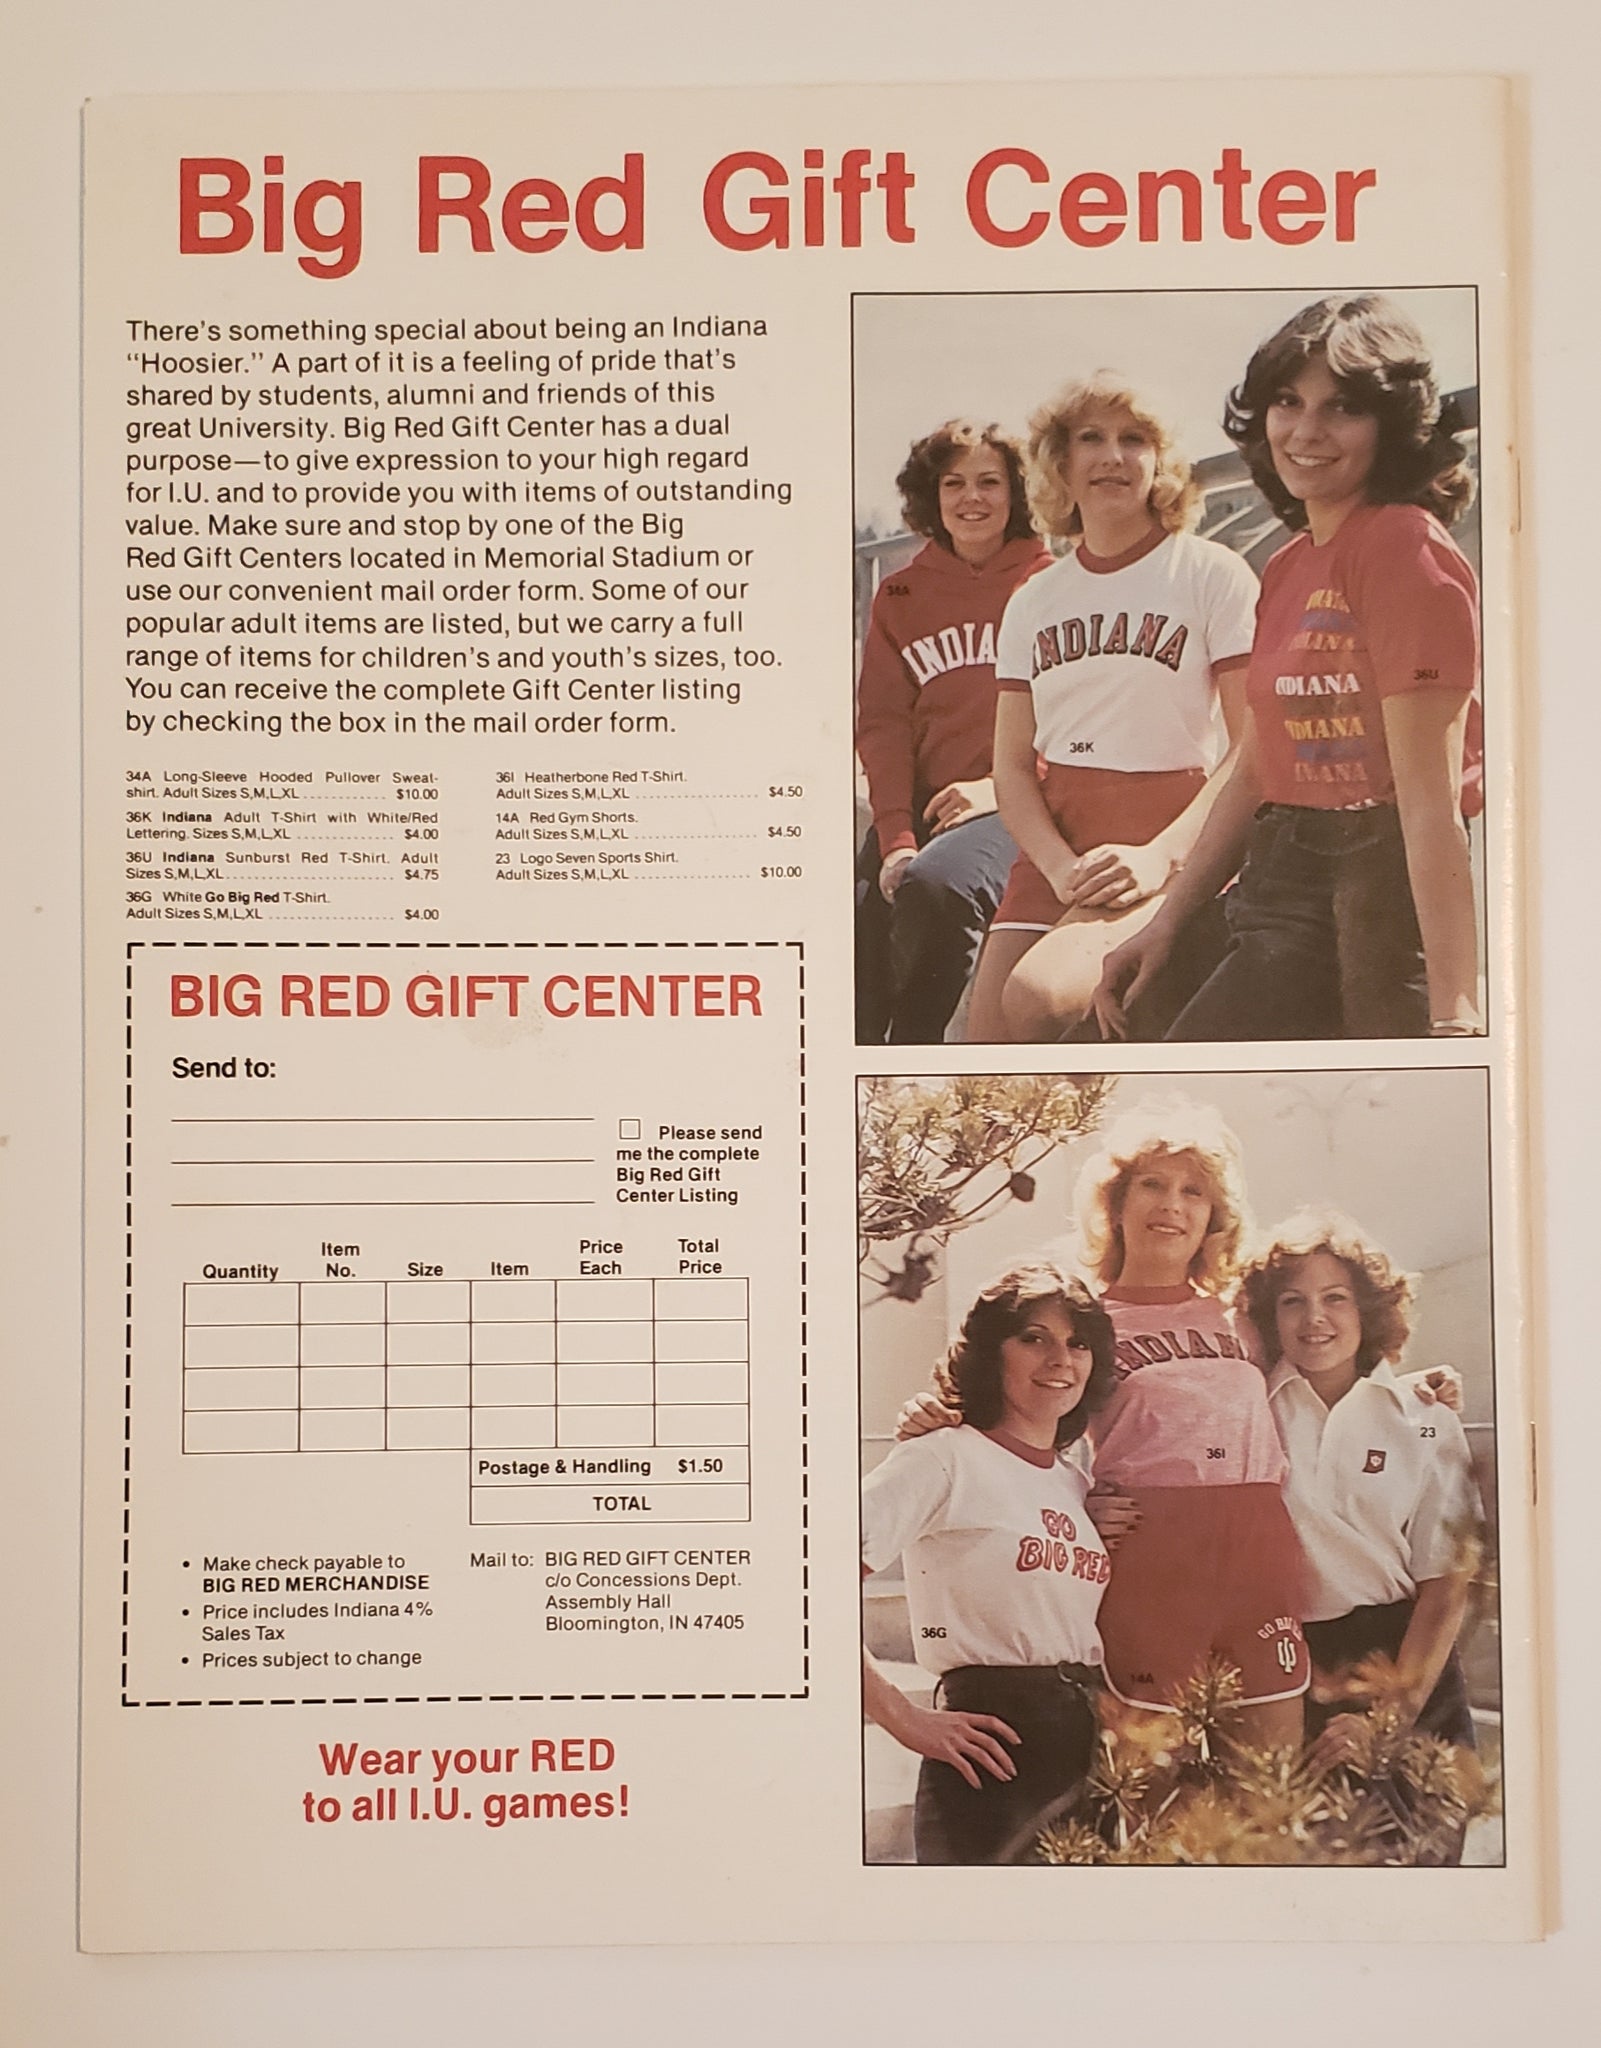 Big Red Gift Center
There's something special about being an Indiana
"Hoosier." A part of it is a feeling of pride that's
shared by students, alumni and friends of this
great University. Big Red Gift Center has a dual
purpose—to give expression to your high regard
for I.U. and to provide you with items of outstanding
value. Make sure and stop by one of the Big
Red Gift Centers located in Memorial Stadium or
use our convenient mail order form. Some of our
popular adult items are listed, but we carry a full
range of items for children's and youth's sizes, too.
You can receive the complete Gift Center listing
by checking the box in the mail order form.
34A Long-Sleeve Hooded Pullover Sweat-
shirt. Adult Sizes S,M,L,XL ............ $10.00
36K Indiana Adult T-Shirt with White/Red
Lettering. Sizes S,M,L,XL .............. $4.00
36U Indiana Sunburst Red T-Shirt. Adult
Sizes S,M,L,XL......................... $4.75
36G White Go Big Red T-Shirt.
Adult Sizes S,M,L,XL .................. $4.00
36I Heatherbone Red T-Shirt.
Adult Sizes S,M,L,XL .................. $4.50
14A Red Gym Shorts.
Adult Sizes S,M,L,XL .................. $4.50
23 Logo Seven Sports Shirt.
Adult Sizes S,M,L,XL ................. $10.00
BIG RED GIFT CENTER
Send to:
Please send
me the complete
Big Red Gift
Center Listing
Quantity Item No. Size Item Price Each Total Price
Postage & Handling $1.50
TOTAL
• Make check payable to
BIG RED MERCHANDISE
• Price includes Indiana 4%
Sales Tax
• Prices subject to change
Mail to: BIG RED GIFT CENTER
c/o Concessions Dept.
Assembly Hall
Bloomington, IN 47405
Wear your RED
to all I.U. games!
34A
INDIA
INDIANA
36K
36U
INDIANA
INDIANA
INDIANA
INDIAN
36I
23
GO
BIG RED
36G
14A
GO BIG
IU